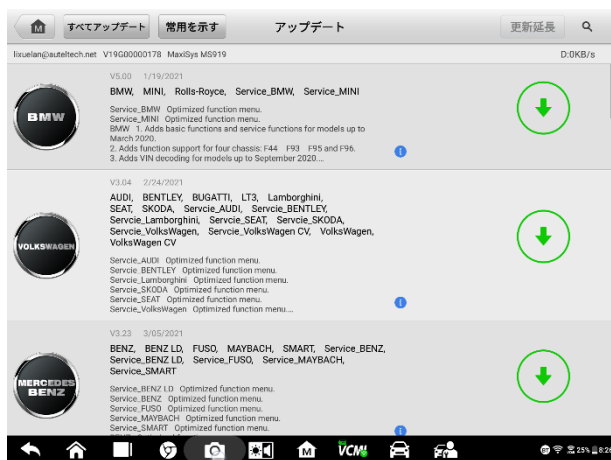 すべてアップデート
常用を示す
アップデート
更新延長
lixuelan@auteltech.net V19G00000178 MaxiSys MS919
D:0KB/s
V5.00 1/19/2021
BMW, MINI, Rolls-Royce, Service_BMW, Service_MINI
BMW
Service_BMW Optimized function menu.
Service_MINI Optimized function menu.
BMW 1. Adds basic functions and service functions for models up to
March 2020.
2. Adds function support for four chassis: F44 F93 F95 and F96.
3. Adds VIN decoding for models up to September 2020...
V3.04 2/24/2021
AUDI, BENTLEY, BUGATTI, LT3, Lamborghini,
SEAT, SKODA, Servcie_AUDI, Servcie_BENTLEY,
Servcie_Lamborghini, Servcie_SEAT, Servcie_SKODA,
Servcie_VolksWagen, Servcie_VolksWagen CV, VolksWagen,
VolksWagen CV
VOLKSWAGEN
Servcie_AUDI Optimized function menu.
Servcie_BENTLEY Optimized function menu.
Servcie_Lamborghini Optimized function menu.
Servcie_SKODA Optimized function menu.
Servcie_SEAT Optimized function menu.
Servcie_VolksWagen Optimized function menu....
V3.23 3/05/2021
BENZ, BENZ LD, FUSO, MAYBACH, SMART, Service_BENZ,
Service_BENZ LD, Service_FUSO, Service_MAYBACH,
Service_SMART
MERCEDES
BENZ
Service_BENZ LD Optimized function menu.
Service_BENZ Optimized function menu.
Service_FUSO Optimized function menu.
Service_MAYBACH Optimized function menu.
Service_SMART Optimized function menu.
VCMI
25% 8:26